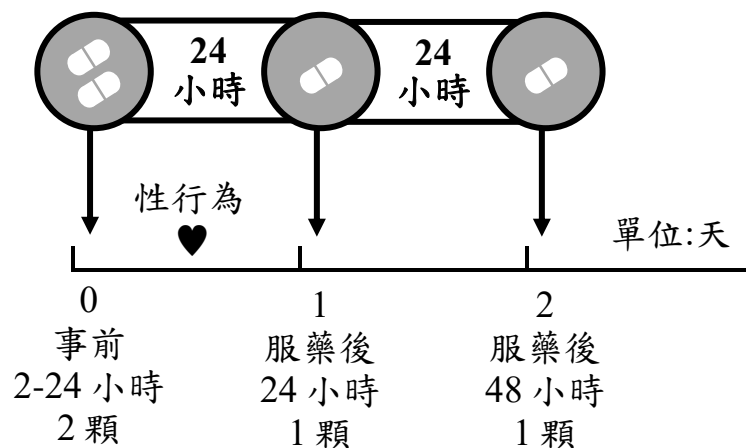 24
小時
24
小時
性行為
單位:天
0
事前
2-24 小時
2 顆
1
服藥後
24 小時
1 顆
2
服藥後
48 小時
1 顆